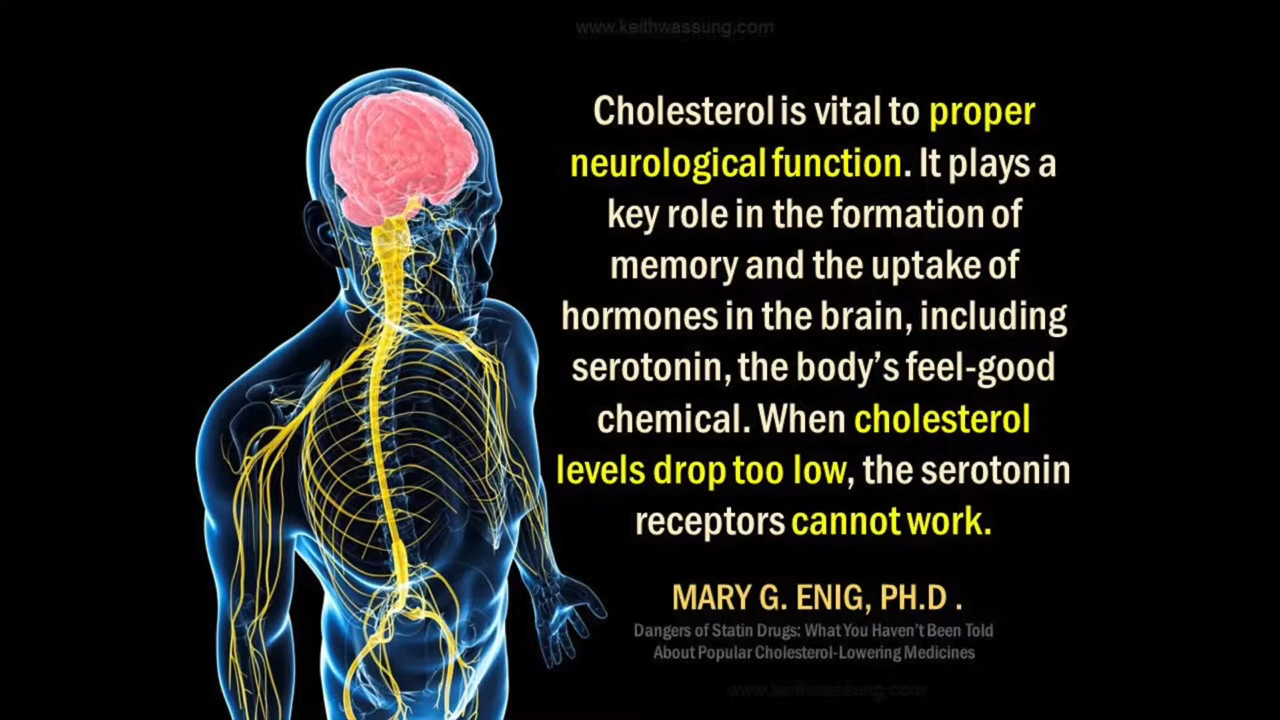 www.keithwassung.com
Cholesterol is vital to proper
neurological function. It plays a
key role in the formation of
memory and the uptake of
hormones in the brain, including
serotonin, the body’s feel-good
chemical. When cholesterol
levels drop too low, the serotonin
receptors cannot work.
MARY G. ENIG, PH.D .
Dangers of Statin Drugs: What You Haven’t Been Told
About Popular Cholesterol-Lowering Medicines
www.keithwassung.com